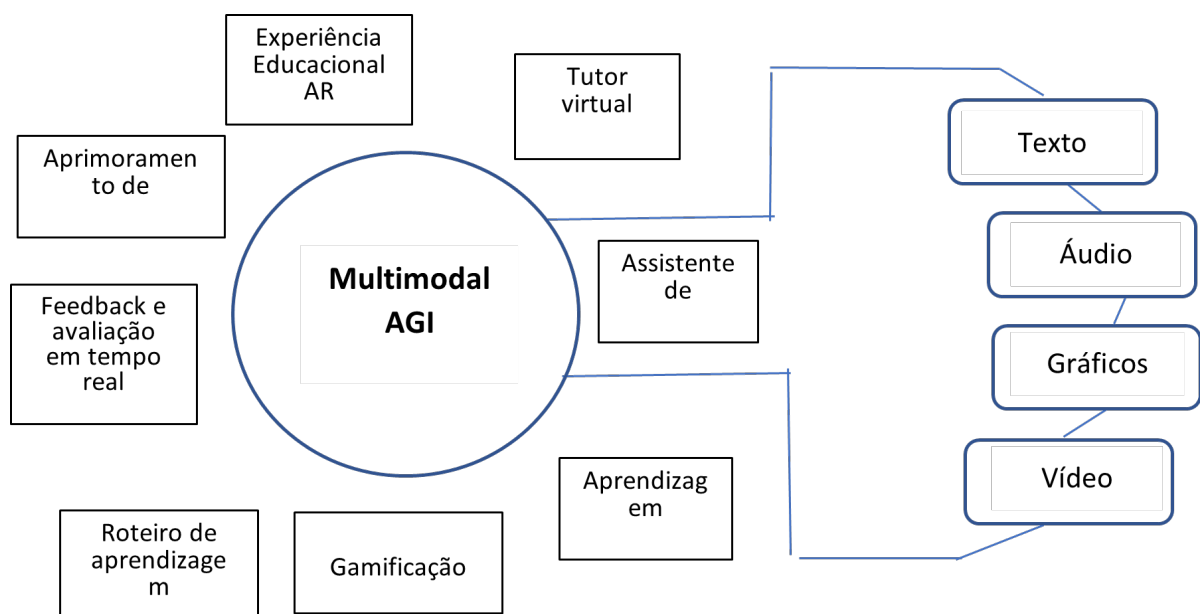 Experiência
Educacional
AR
Tutor
virtual
Aprimoramen
to de
Feedback e
avaliação
em tempo
real
Multimodal
AGI
Assistente
de
Aprendizag
em
Roteiro de
aprendizage
m
Gamificação
Texto
Áudio
Gráficos
Vídeo